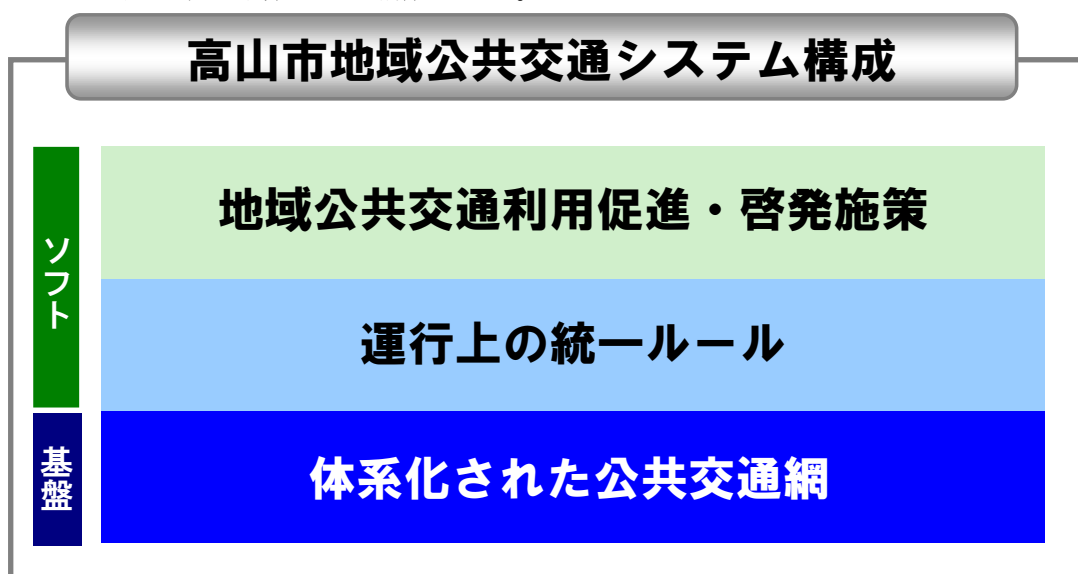 高山市地域公共交通システム構成
ソフト
地域公共交通利用促進・啓発施策
運行上の統一ルール
基盤
体系化された公共交通網